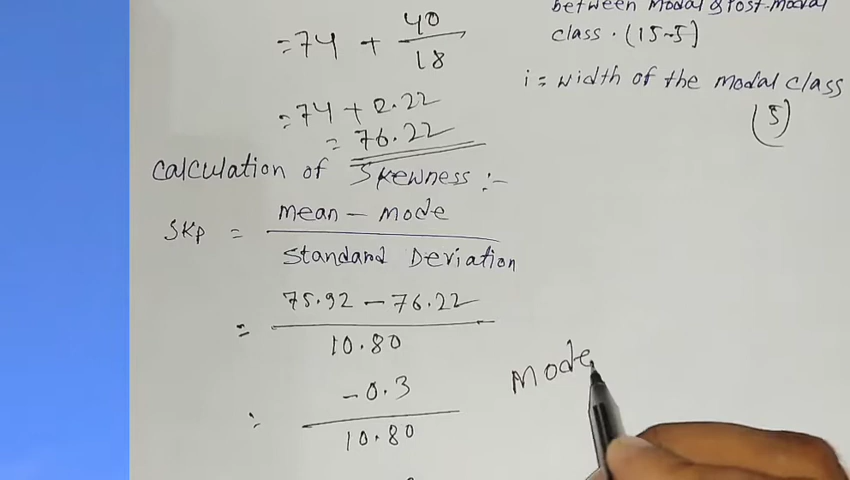 = 74 + 40/18
= 74 + 2.22
= 76.22
between Modal & Post-Modal
class. (15-5)
i = width of the modal class
(5)
Calculation of Skewness :-
SKp = mean - mode / Standard Deviation
= 75.92 - 76.22 / 10.80
= -0.3 / 10.80
Mode